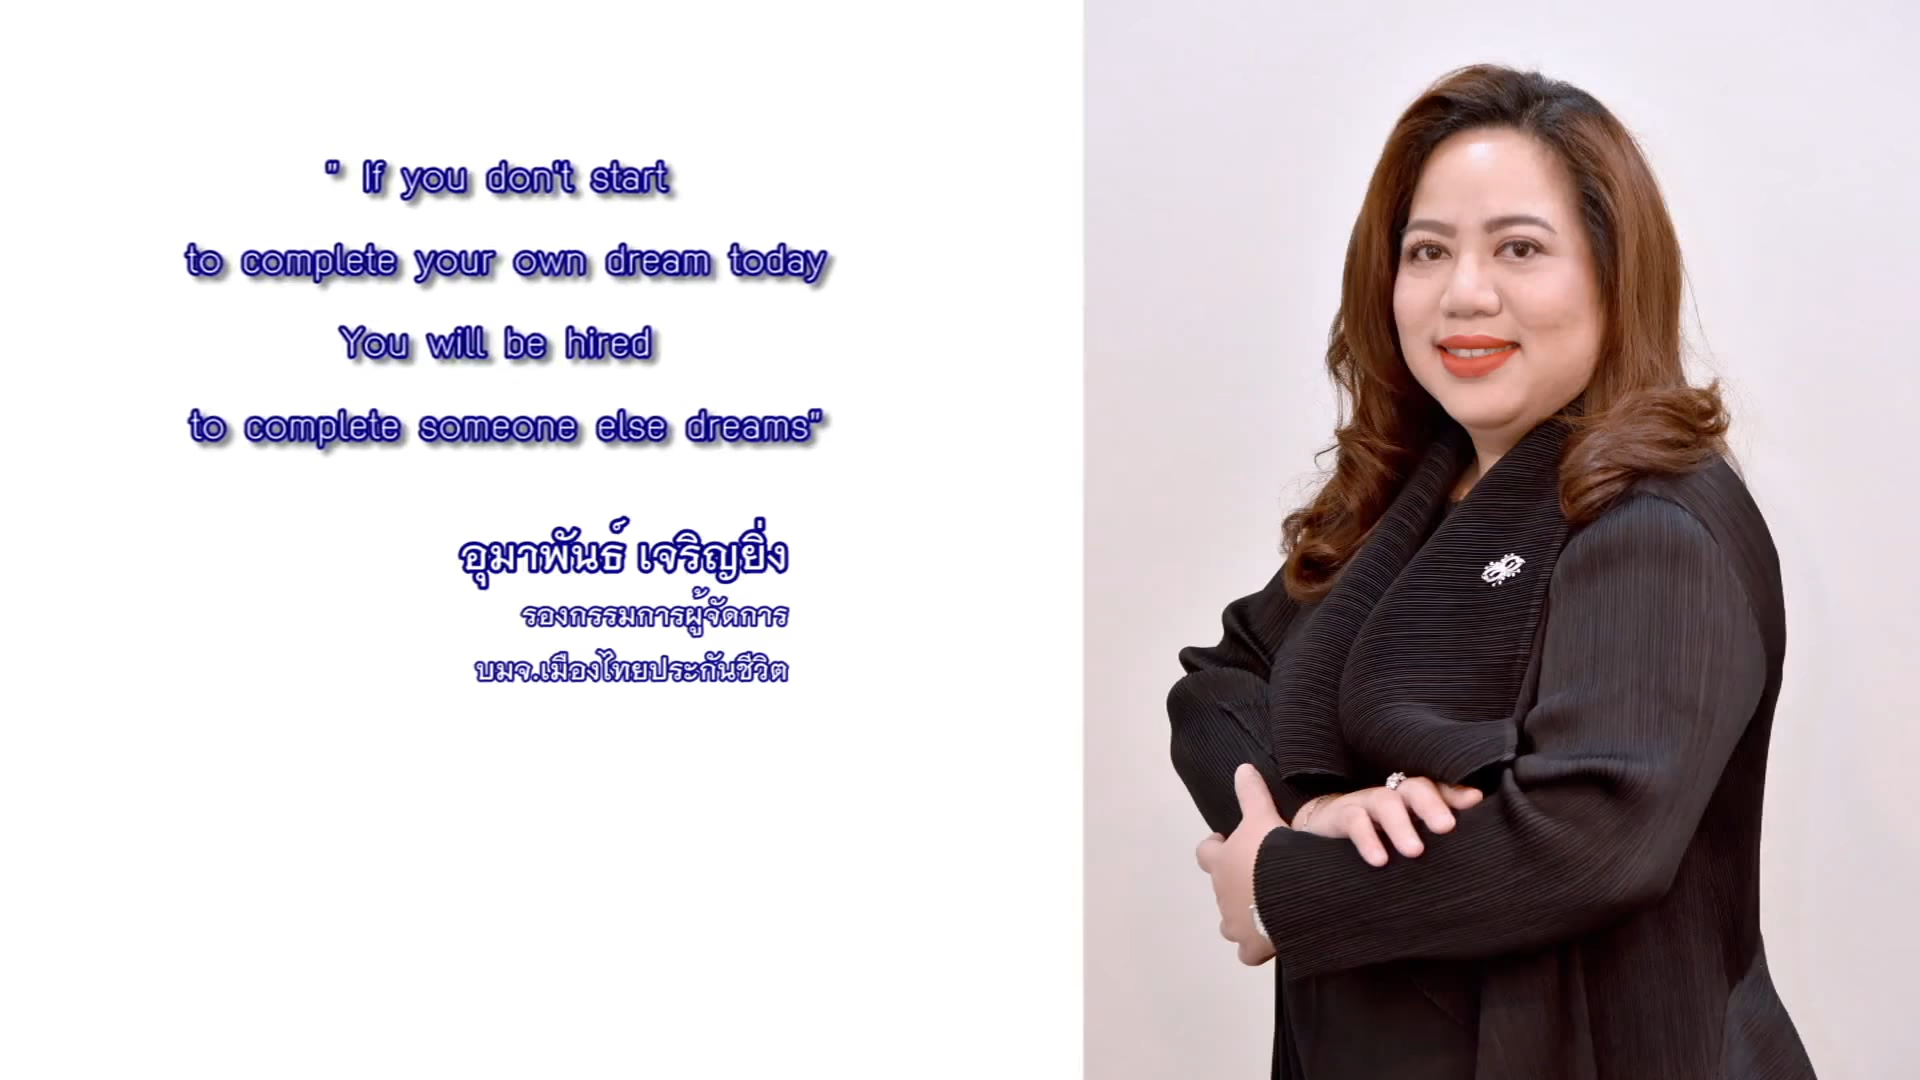 " If you don't start
to complete your own dream today
You will be hired
to complete someone else dreams"
อุมาพันธ์ เจริญยิ่ง
รองกรรมการผู้จัดการ
บมจ.เมืองไทยประกันชีวิต